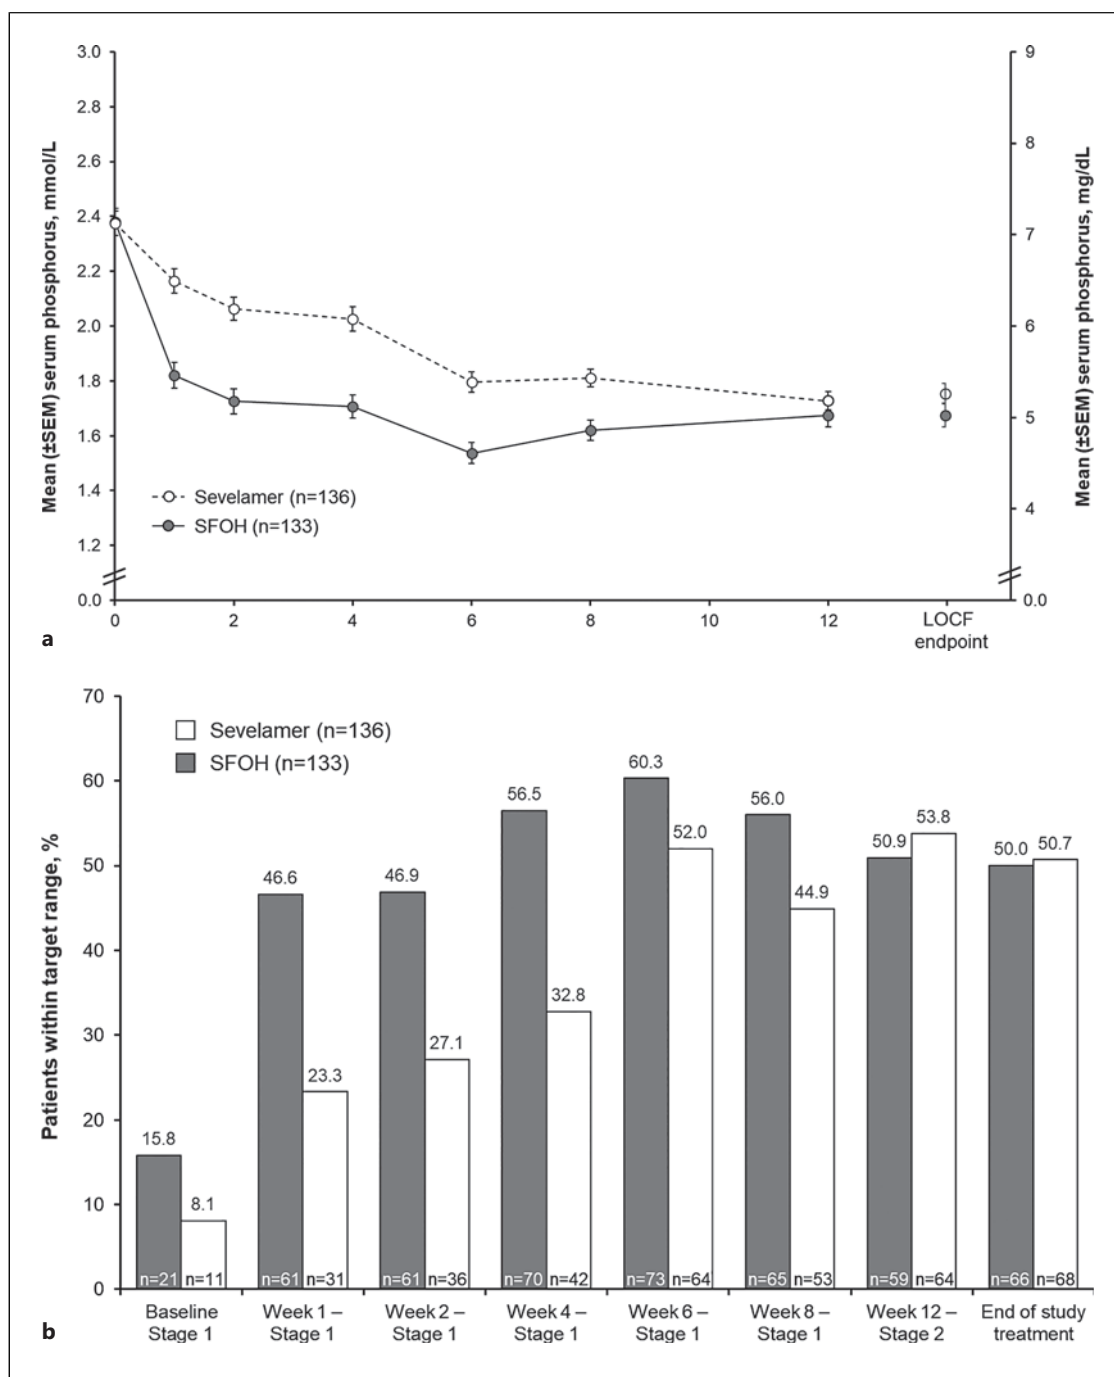 3.0
2.8
2.6
2.4
2.2
2.0
1.8
1.6
1.4
1.2
0.0
Mean (±SEM) serum phosphorus, mmol/L
9
8
7
6
5
4
0.0
Mean (±SEM) serum phosphorus, mg/dL
Sevelamer (n=136)
SFOH (n=133)
0 2 4 6 8 10 12 LOCF
endpoint
a
70
60
50
40
30
20
10
0
Patients within target range, %
Sevelamer (n=136)
SFOH (n=133)
15.8 8.1 46.6 23.3 46.9 27.1 56.5 32.8 60.3 52.0 56.0 44.9 50.9 53.8 50.0 50.7
n=21 n=11 n=61 n=31 n=61 n=36 n=70 n=42 n=73 n=64 n=65 n=53 n=59 n=64 n=66 n=68
Baseline Week 1 – Week 2 – Week 4 – Week 6 – Week 8 – Week 12 – End of study
Stage 1 Stage 1 Stage 1 Stage 1 Stage 1 Stage 1 Stage 2 treatment
b